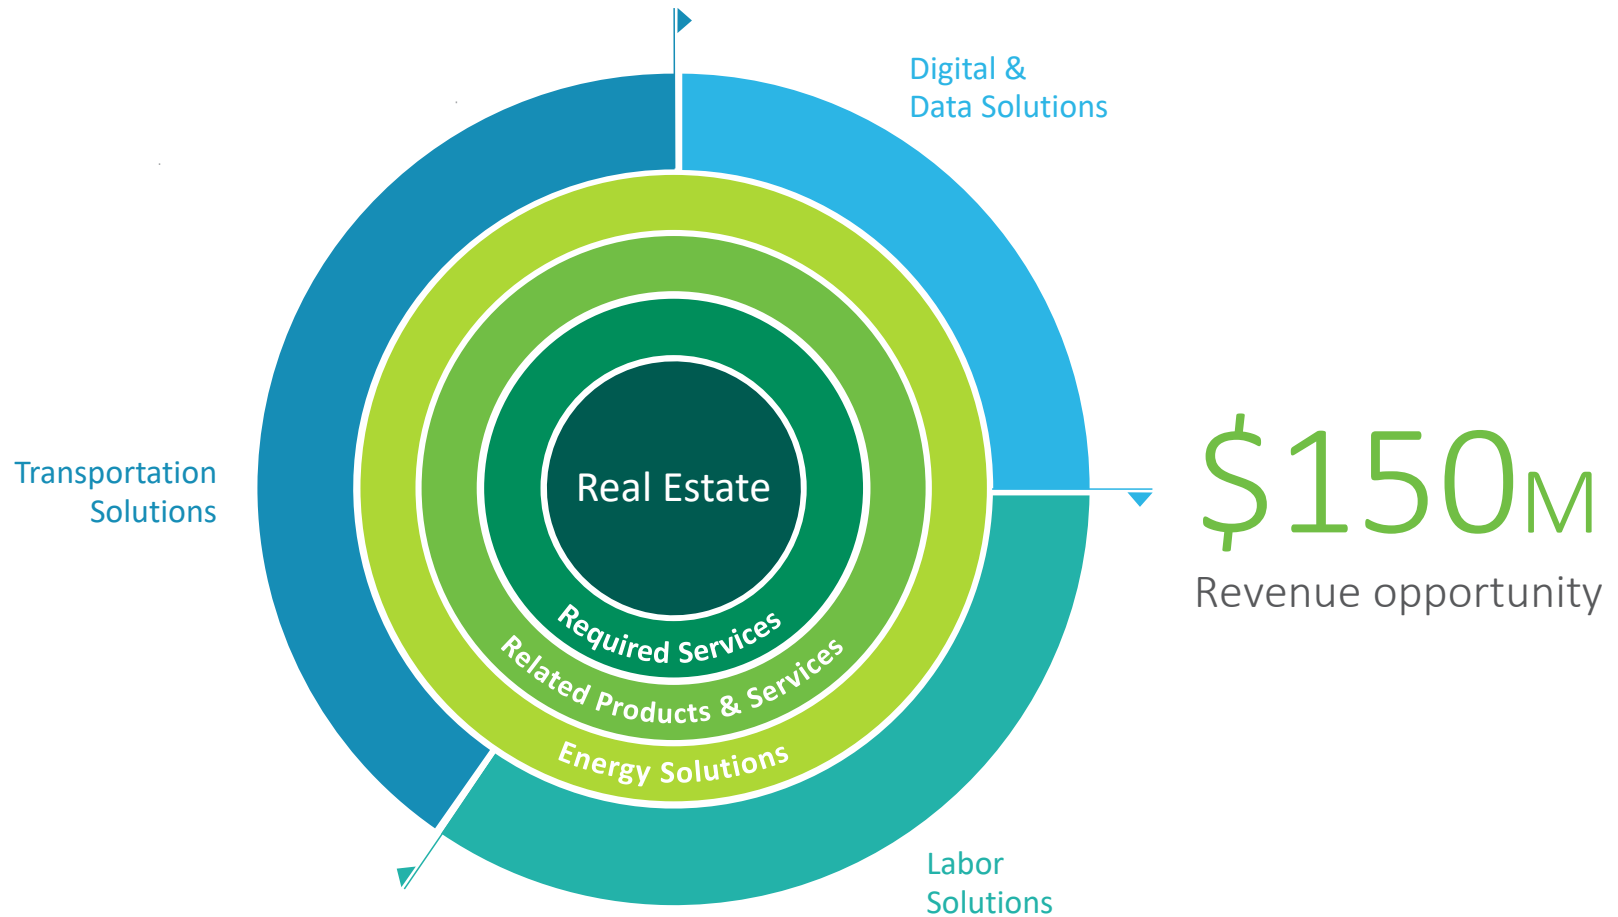 Digital &
Data Solutions
Transportation
Solutions
Real Estate
Required Services
Related Products & Services
Energy Solutions
$150M
Revenue opportunity
Labor
Solutions